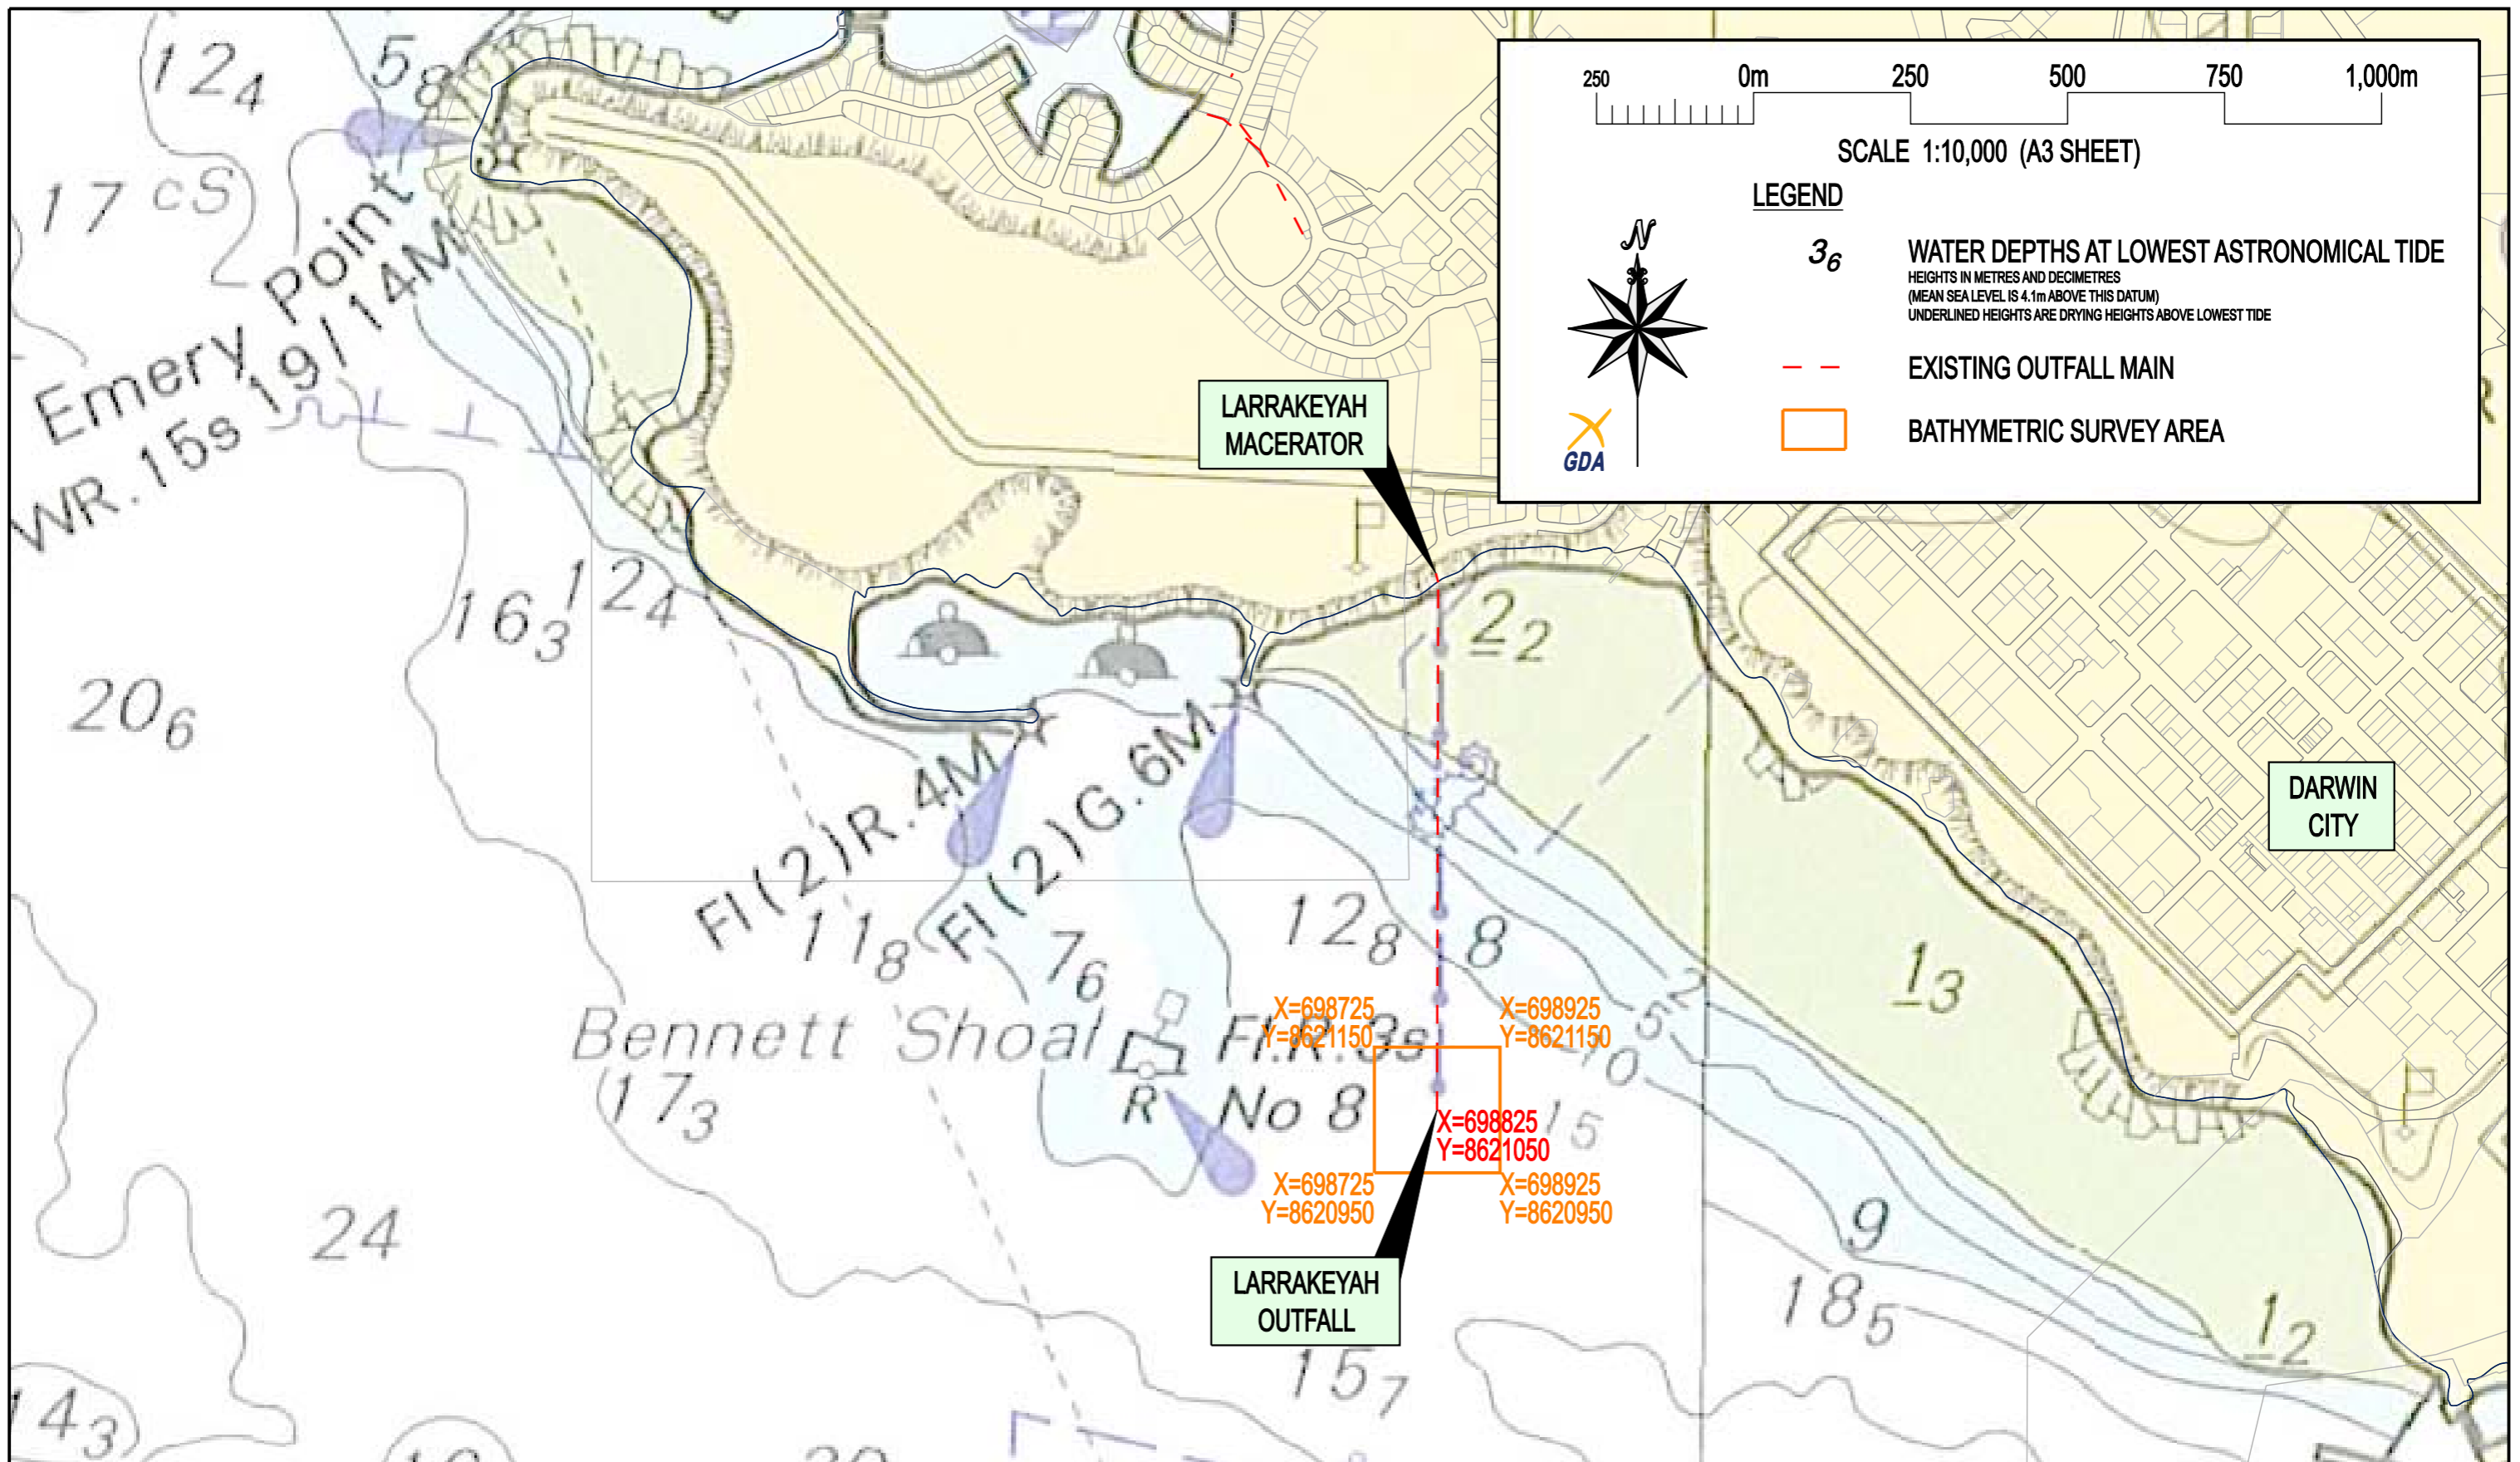 250 0m 250 500 750 1,000m
SCALE 1:10,000 (A3 SHEET)
LEGEND
N
3₆ WATER DEPTHS AT LOWEST ASTRONOMICAL TIDE
HEIGHTS IN METRES AND DECIMETRES
(MEAN SEA LEVEL IS 4.1m ABOVE THIS DATUM)
UNDERLINED HEIGHTS ARE DRYING HEIGHTS ABOVE LOWEST TIDE
EXISTING OUTFALL MAIN
GDA
BATHYMETRIC SURVEY AREA
12₄
5₈
17 cS
Emery Point
WR.15s 19/14M
LARRAKEYAH
MACERATOR
16₃
12₄
2₂
20₆
DARWIN
CITY
Fl(2)R.4M
Fl(2)G.6M
11₈
7₆
12₈
8
1₃
2
5
10
15
Bennett Shoal
Fl.R.3s
No 8
R
X=698725
Y=8621150
X=698925
Y=8621150
X=698825
Y=8621050
X=698725
Y=8620950
X=698925
Y=8620950
17₃
24
9
18₅
LARRAKEYAH
OUTFALL
1₂
15₇
14₃